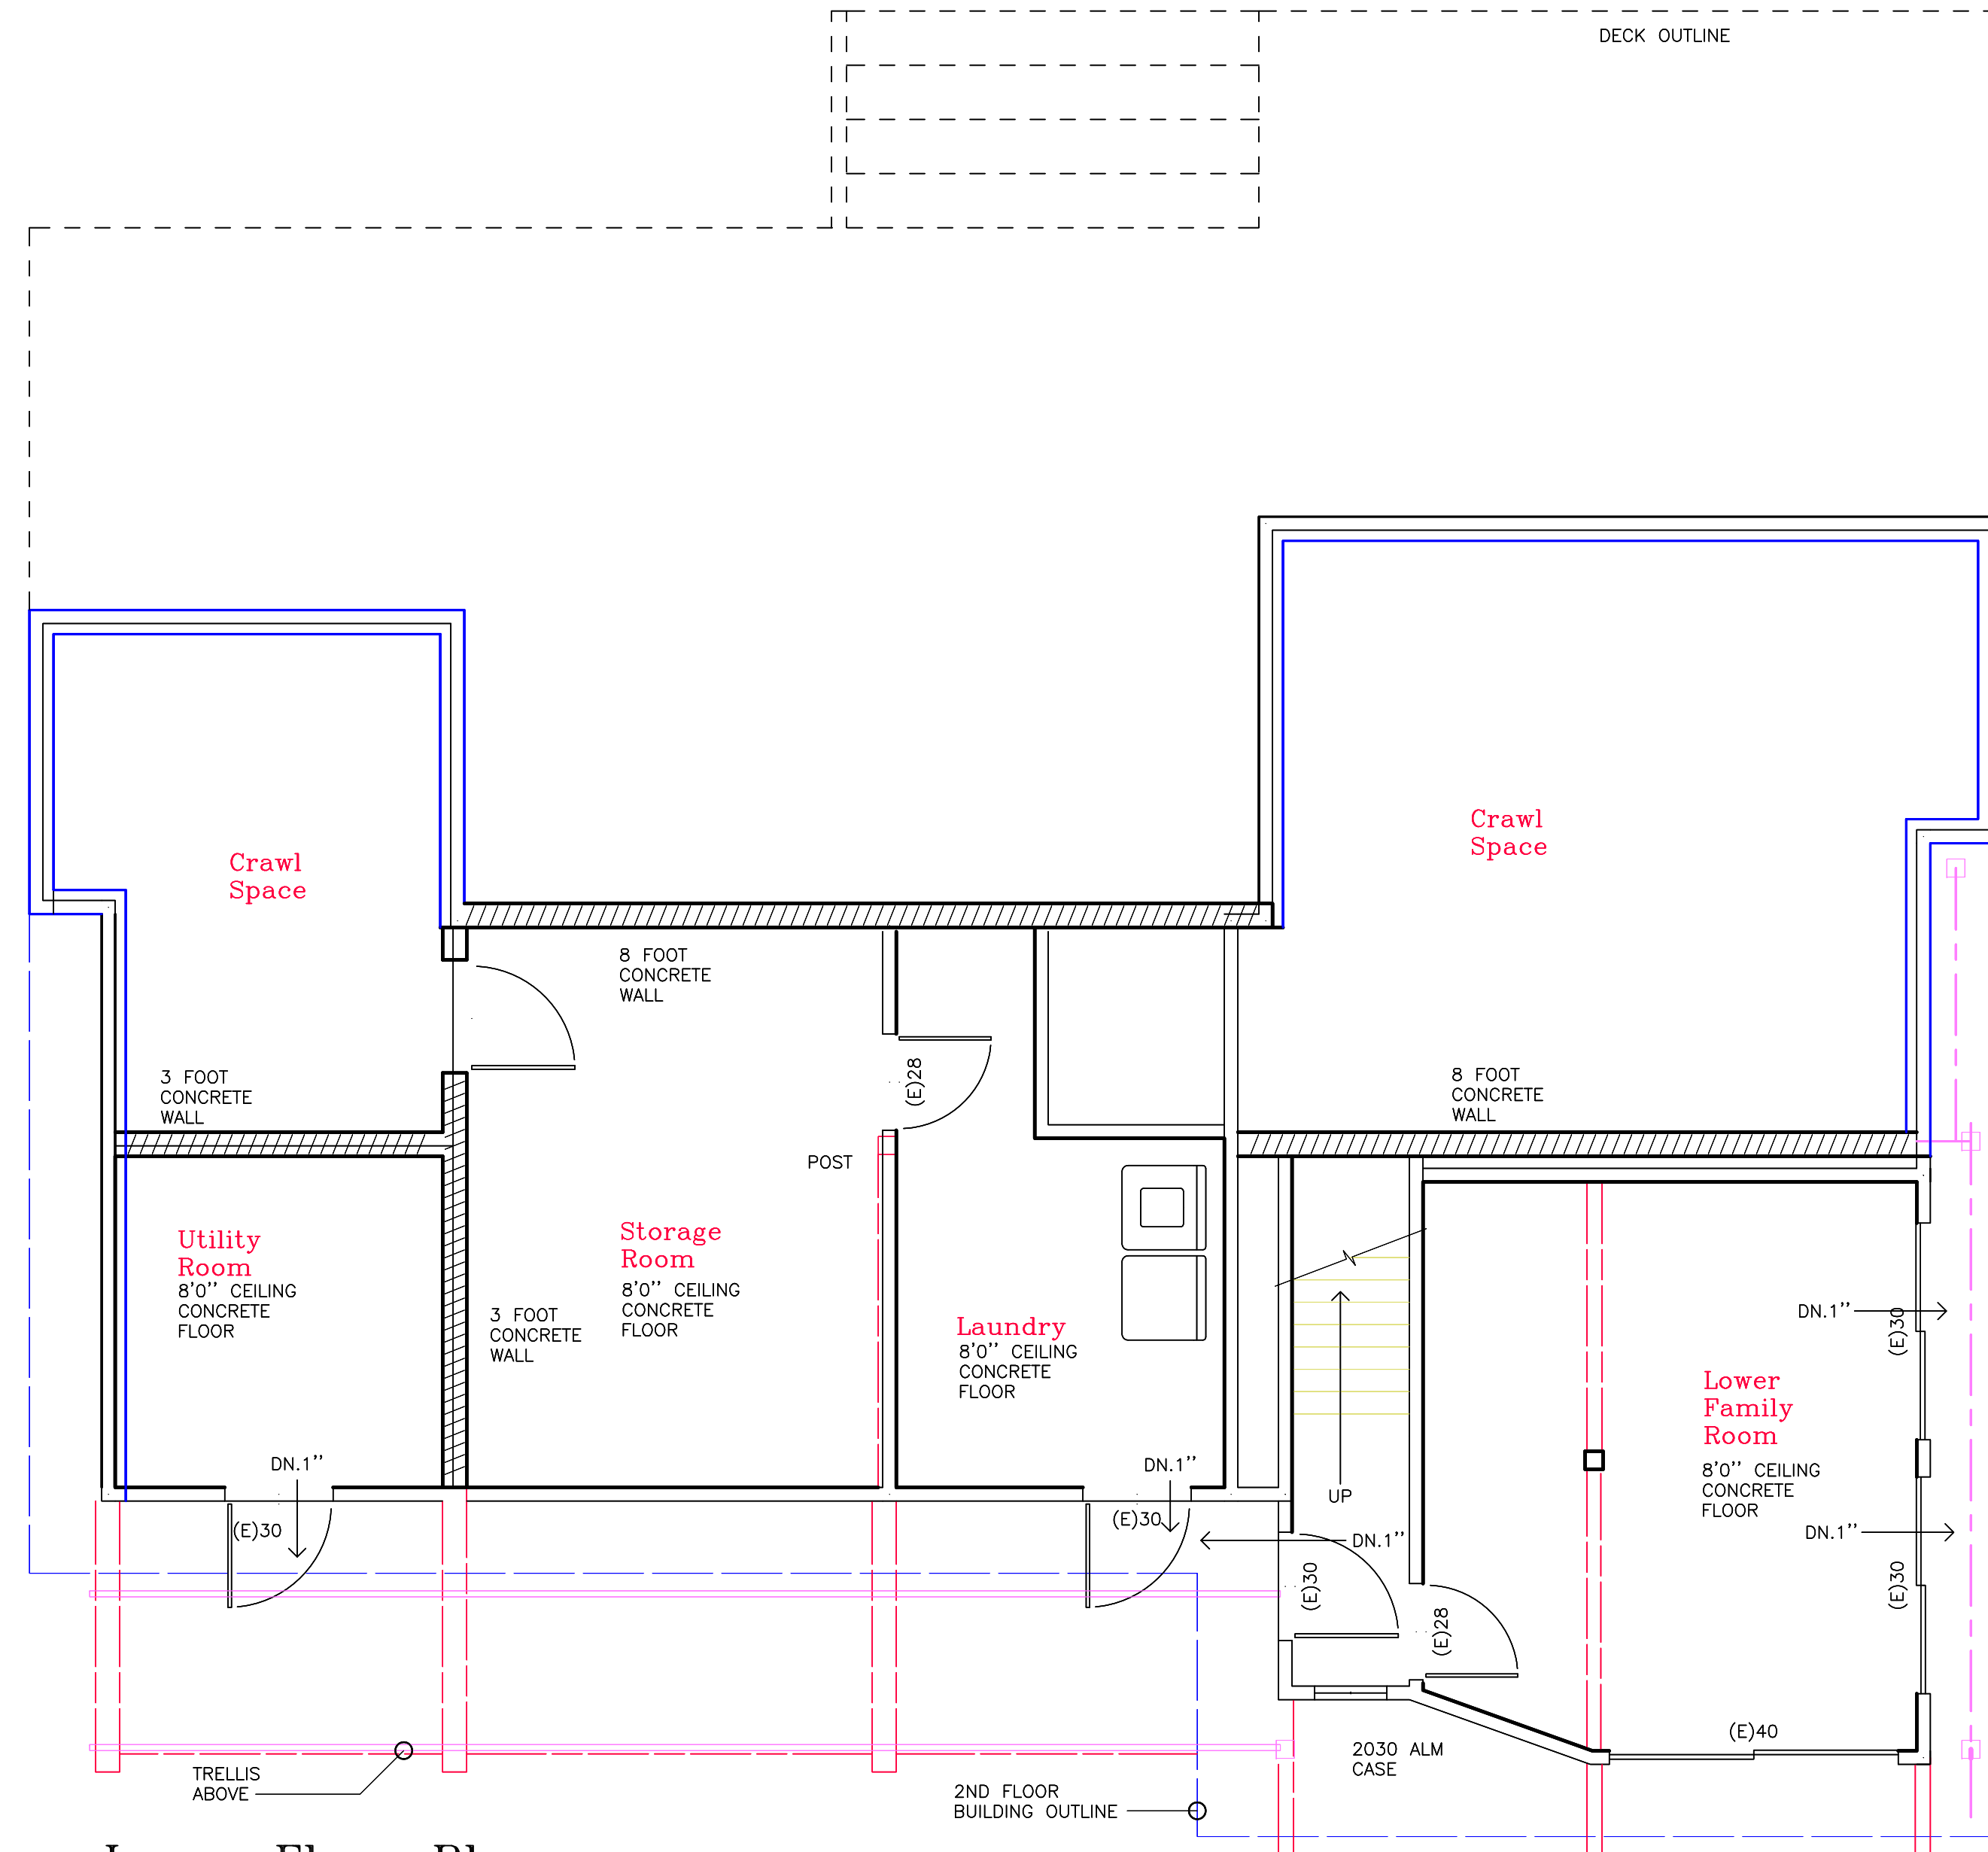 DECK OUTLINE
Crawl
Space
Crawl
Space
8 FOOT
CONCRETE
WALL
3 FOOT
CONCRETE
WALL
(E)28
8 FOOT
CONCRETE
WALL
POST
Utility
Room
8'0'' CEILING
CONCRETE
FLOOR
Storage
Room
8'0'' CEILING
CONCRETE
FLOOR
3 FOOT
CONCRETE
WALL
Laundry
8'0'' CEILING
CONCRETE
FLOOR
DN.1''
(E)30
Lower
Family
Room
8'0'' CEILING
CONCRETE
FLOOR
DN.1''
DN.1''
UP
(E)30
(E)30
DN.1''
DN.1''
(E)30
(E)30
(E)28
(E)40
2030 ALM
CASE
TRELLIS
ABOVE
2ND FLOOR
BUILDING OUTLINE